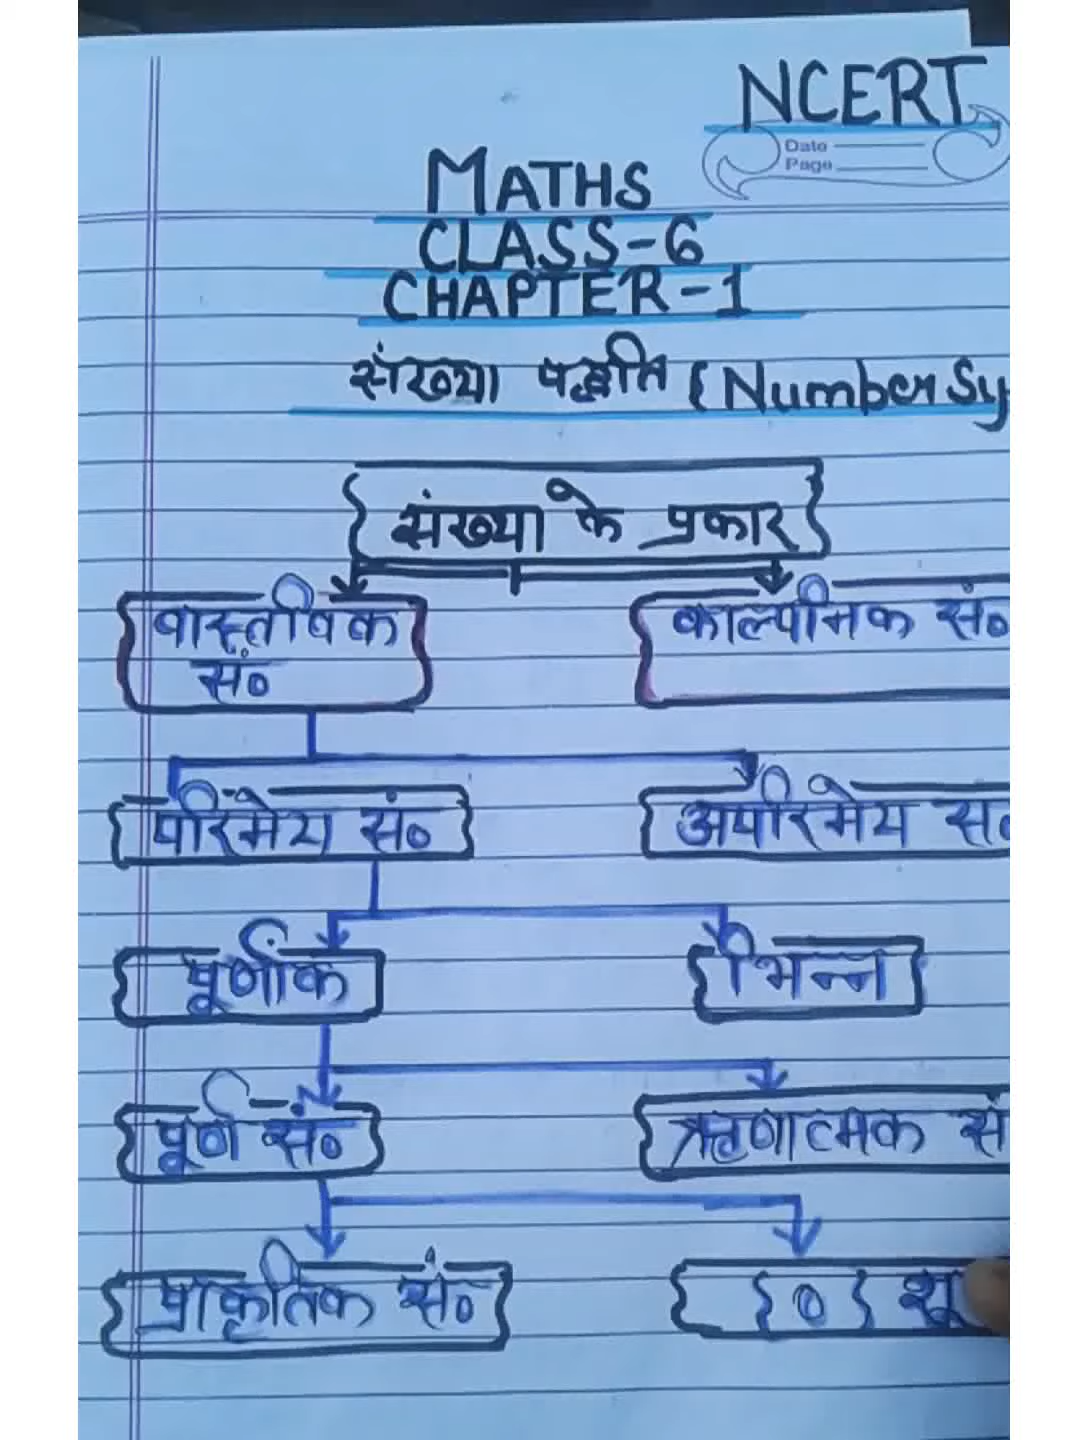 NCERT
Date
Page
MATHS
CLASS-6
CHAPTER-1
संख्या पद्धति {Number Sy
संख्या के प्रकार
वास्तविक काल्पनिक सं०
सं०
परिमेय सं० अपरिमेय सं०
पूर्णांक भिन्न
पूर्ण सं० ऋणात्मक सं
प्राकृतिक सं० {0} शू